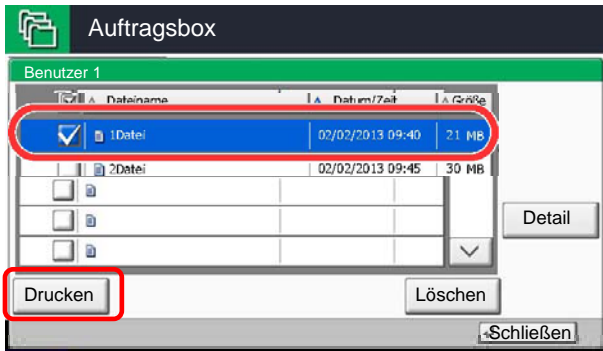 Auftragsbox
Benutzer 1
Dateiname Datum/Zeit Größe
1Datei 02/02/2013 09:40 21 MB
2Datei 02/02/2013 09:45 30 MB
Detail
Drucken Löschen
Schließen